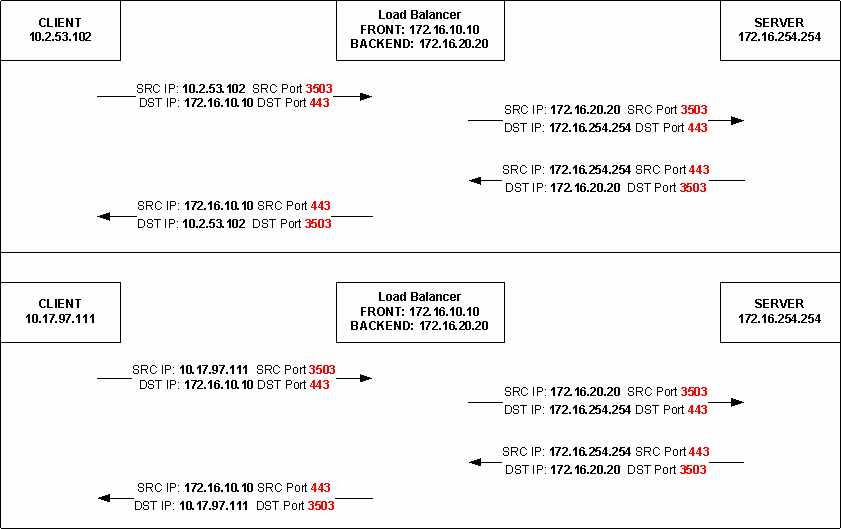 CLIENT
10.2.53.102
Load Balancer
FRONT: 172.16.10.10
BACKEND: 172.16.20.20
SERVER
172.16.254.254
SRC IP: 10.2.53.102 SRC Port 3503
DST IP: 172.16.10.10 DST Port 443
SRC IP: 172.16.20.20 SRC Port 3503
DST IP: 172.16.254.254 DST Port 443
SRC IP: 172.16.254.254 SRC Port 443
DST IP: 172.16.20.20 DST Port 3503
SRC IP: 172.16.10.10 SRC Port 443
DST IP: 10.2.53.102 DST Port 3503
CLIENT
10.17.97.111
Load Balancer
FRONT: 172.16.10.10
BACKEND: 172.16.20.20
SERVER
172.16.254.254
SRC IP: 10.17.97.111 SRC Port 3503
DST IP: 172.16.10.10 DST Port 443
SRC IP: 172.16.20.20 SRC Port 3503
DST IP: 172.16.254.254 DST Port 443
SRC IP: 172.16.254.254 SRC Port 443
DST IP: 172.16.20.20 DST Port 3503
SRC IP: 172.16.10.10 SRC Port 443
DST IP: 10.17.97.111 DST Port 3503